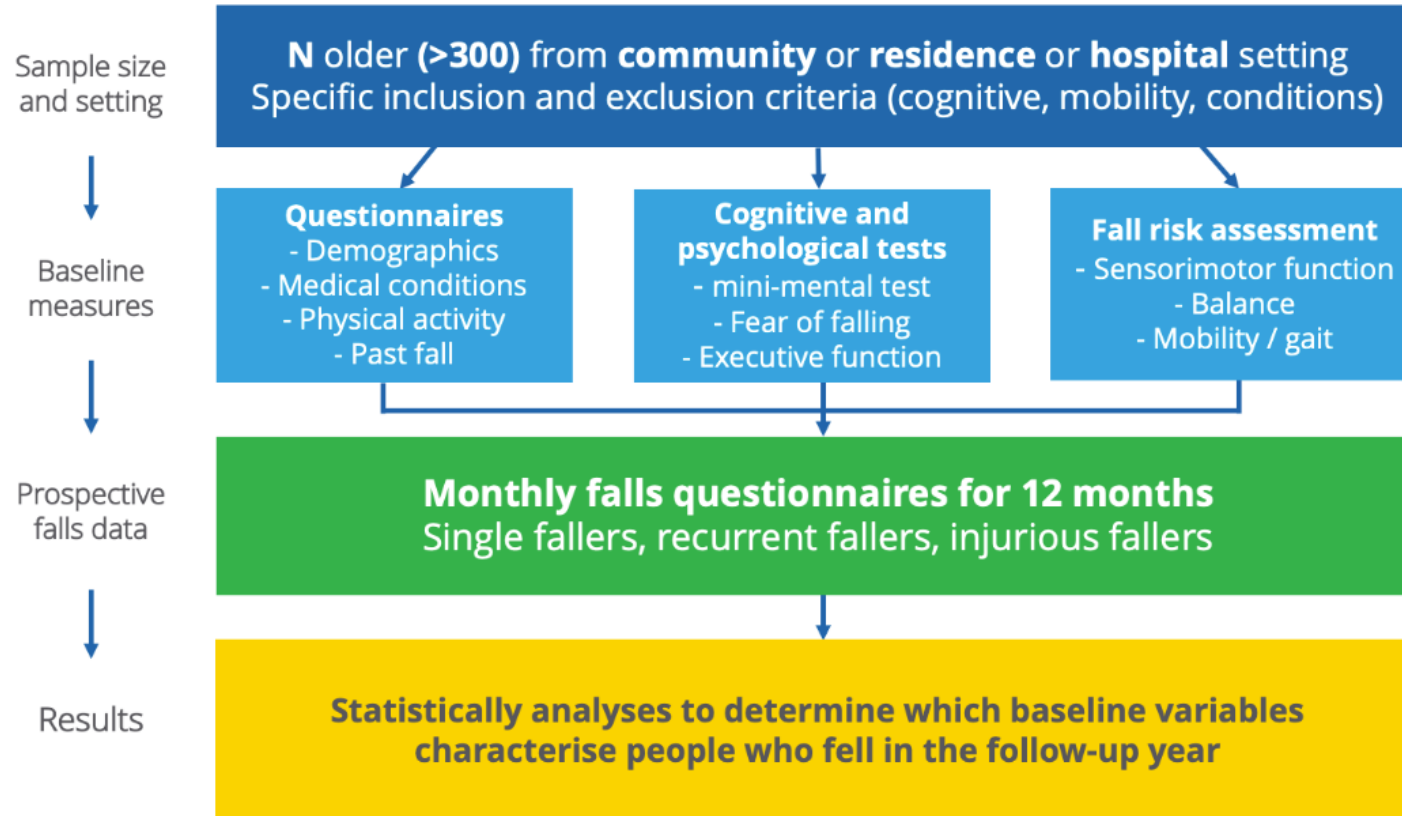 Sample size
and setting
N older (>300) from community or residence or hospital setting
Specific inclusion and exclusion criteria (cognitive, mobility, conditions)
Baseline
measures
Questionnaires
- Demographics
- Medical conditions
- Physical activity
- Past fall
Cognitive and
psychological tests
- mini-mental test
- Fear of falling
- Executive function
Fall risk assessment
- Sensorimotor function
- Balance
- Mobility / gait
Prospective
falls data
Monthly falls questionnaires for 12 months
Single fallers, recurrent fallers, injurious fallers
Results
Statistically analyses to determine which baseline variables
characterise people who fell in the follow-up year